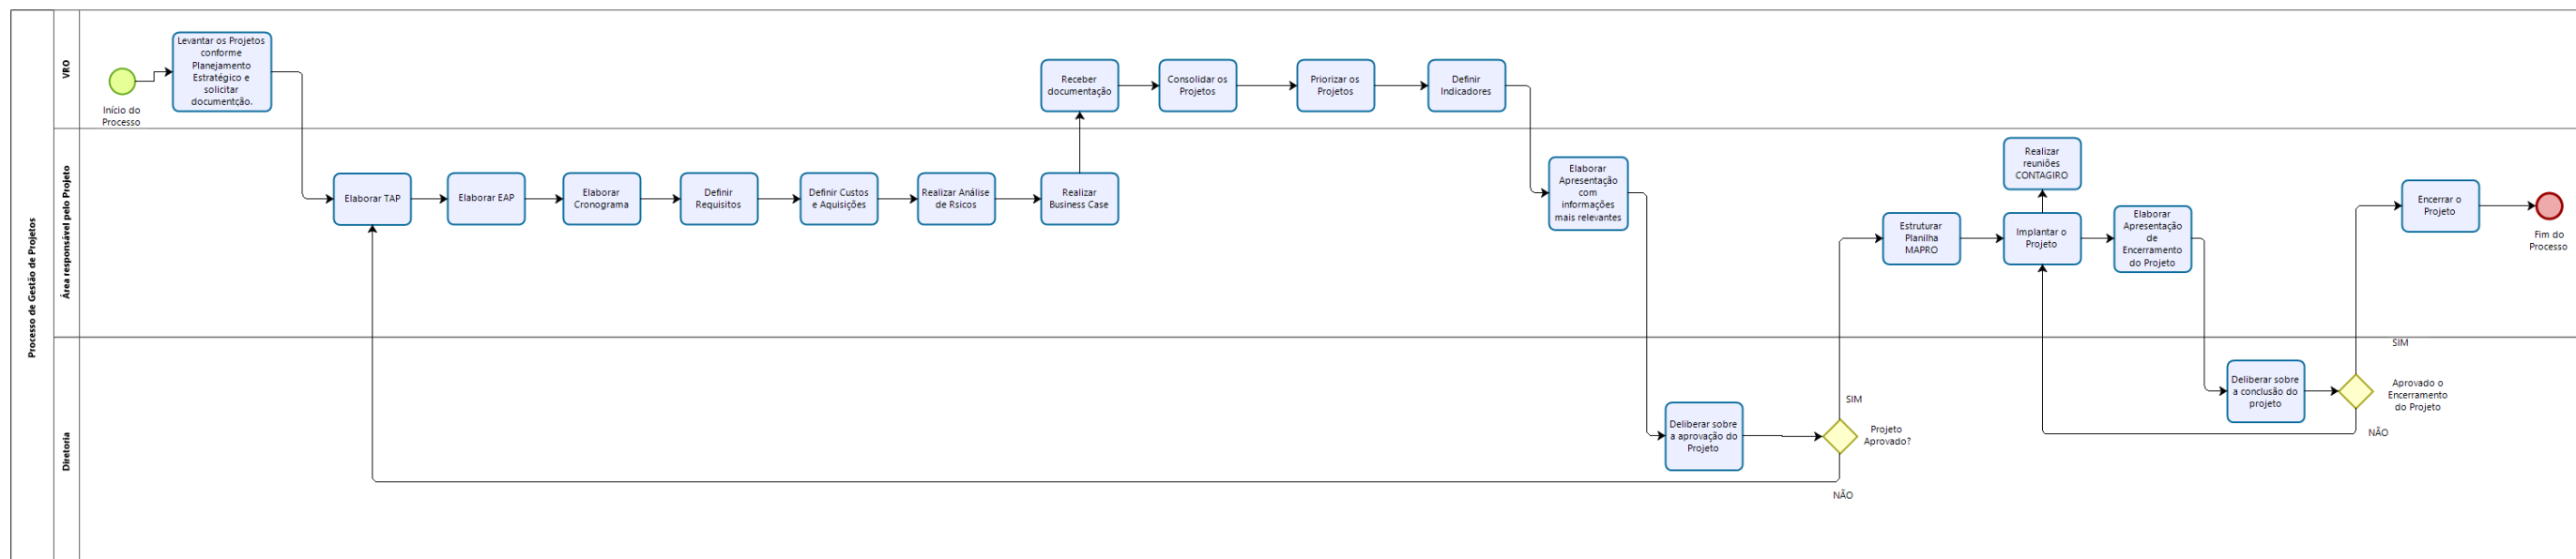 Processo de Gestão de Projetos
VRO
Início do
Processo
Levantar os Projetos
conforme
Planejamento
Estratégico e
solicitar
documentção.
Receber
documentação
Consolidar os
Projetos
Priorizar os
Projetos
Definir
Indicadores
Área responsável pelo Projeto
Elaborar TAP
Elaborar EAP
Elaborar
Cronograma
Definir
Requisitos
Definir Custos
e Aquisições
Realizar Análise
de Rsicos
Realizar
Business Case
Elaborar
Apresentação
com
informações
mais relevantes
Estruturar
Planilha
MAPRO
Realizar
reuniões
CONTAGIRO
Implantar o
Projeto
Elaborar
Apresentação
de
Encerramento
do Projeto
Encerrar o
Projeto
Fim do
Processo
Diretoria
Deliberar sobre
a aprovação do
Projeto
SIM
Projeto
Aprovado?
NÃO
Deliberar sobre
a conclusão do
projeto
SIM
Aprovado o
Encerramento
do Projeto
NÃO